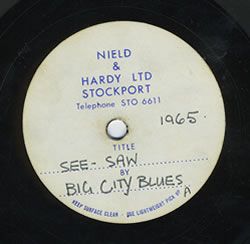 NIELD
&
HARDY LTD
STOCKPORT
Telephone STO 6611
1965.
TITLE
SEE-SAW
BY
BIG CITY BLUES
A
KEEP SURFACE CLEAN - USE LIGHTWEIGHT PICK UP